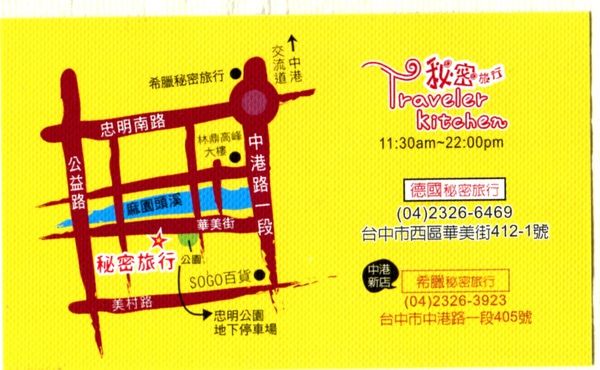 中港
交流道
希臘秘密旅行
忠明南路
林鼎高峰
大樓
公益路
中港路一段
麻園頭溪
華美街
秘密旅行
公園
SOGO百貨
美村路
忠明公園
地下停車場
秘密旅行
Traveler
kitchen
11:30am~22:00pm
德國秘密旅行
(04)2326-6469
台中市西區華美街412-1號
中港
新店
希臘秘密旅行
(04)2326-3923
台中市中港路一段405號